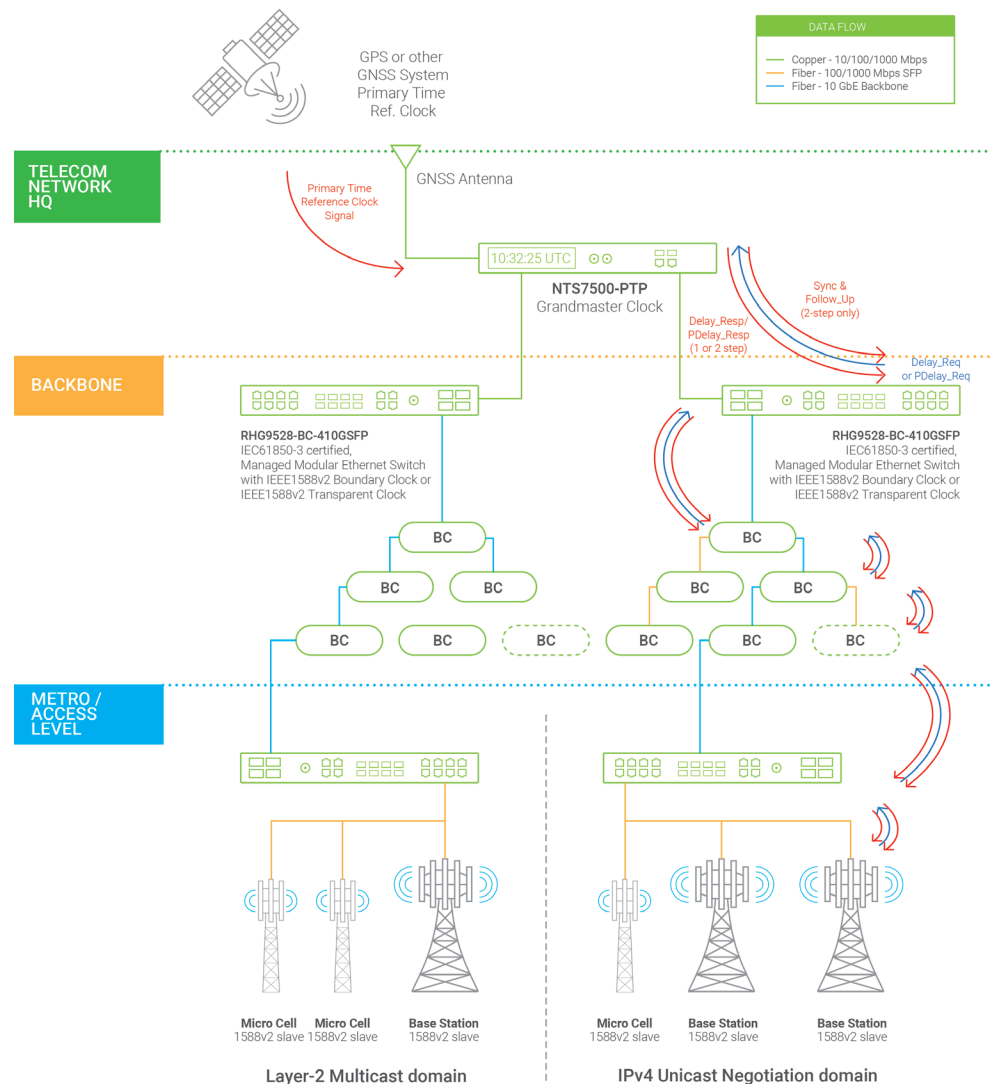 GPS or other
GNSS System
Primary Time
Ref. Clock
DATA FLOW
Copper - 10/100/1000 Mbps
Fiber - 100/1000 Mbps SFP
Fiber - 10 GbE Backbone
TELECOM
NETWORK
HQ
GNSS Antenna
Primary Time
Reference Clock
Signal
10:32:25 UTC
NTS7500-PTP
Grandmaster Clock
Sync &
Follow_Up
(2-step only)
Delay_Resp/
PDelay_Resp
(1 or 2 step)
Delay_Req
or PDelay_Req
BACKBONE
RHG9528-BC-410GSFP
IEC61850-3 certified,
Managed Modular Ethernet Switch
with IEEE1588v2 Boundary Clock or
IEEE1588v2 Transparent Clock
RHG9528-BC-410GSFP
IEC61850-3 certified,
Managed Modular Ethernet Switch
with IEEE1588v2 Boundary Clock or
IEEE1588v2 Transparent Clock
BC
BC
BC
BC
BC
BC
BC
BC
BC
BC
BC
BC
METRO /
ACCESS
LEVEL
Micro Cell
1588v2 slave
Micro Cell
1588v2 slave
Base Station
1588v2 slave
Micro Cell
1588v2 slave
Base Station
1588v2 slave
Base Station
1588v2 slave
Layer-2 Multicast domain
IPv4 Unicast Negotiation domain